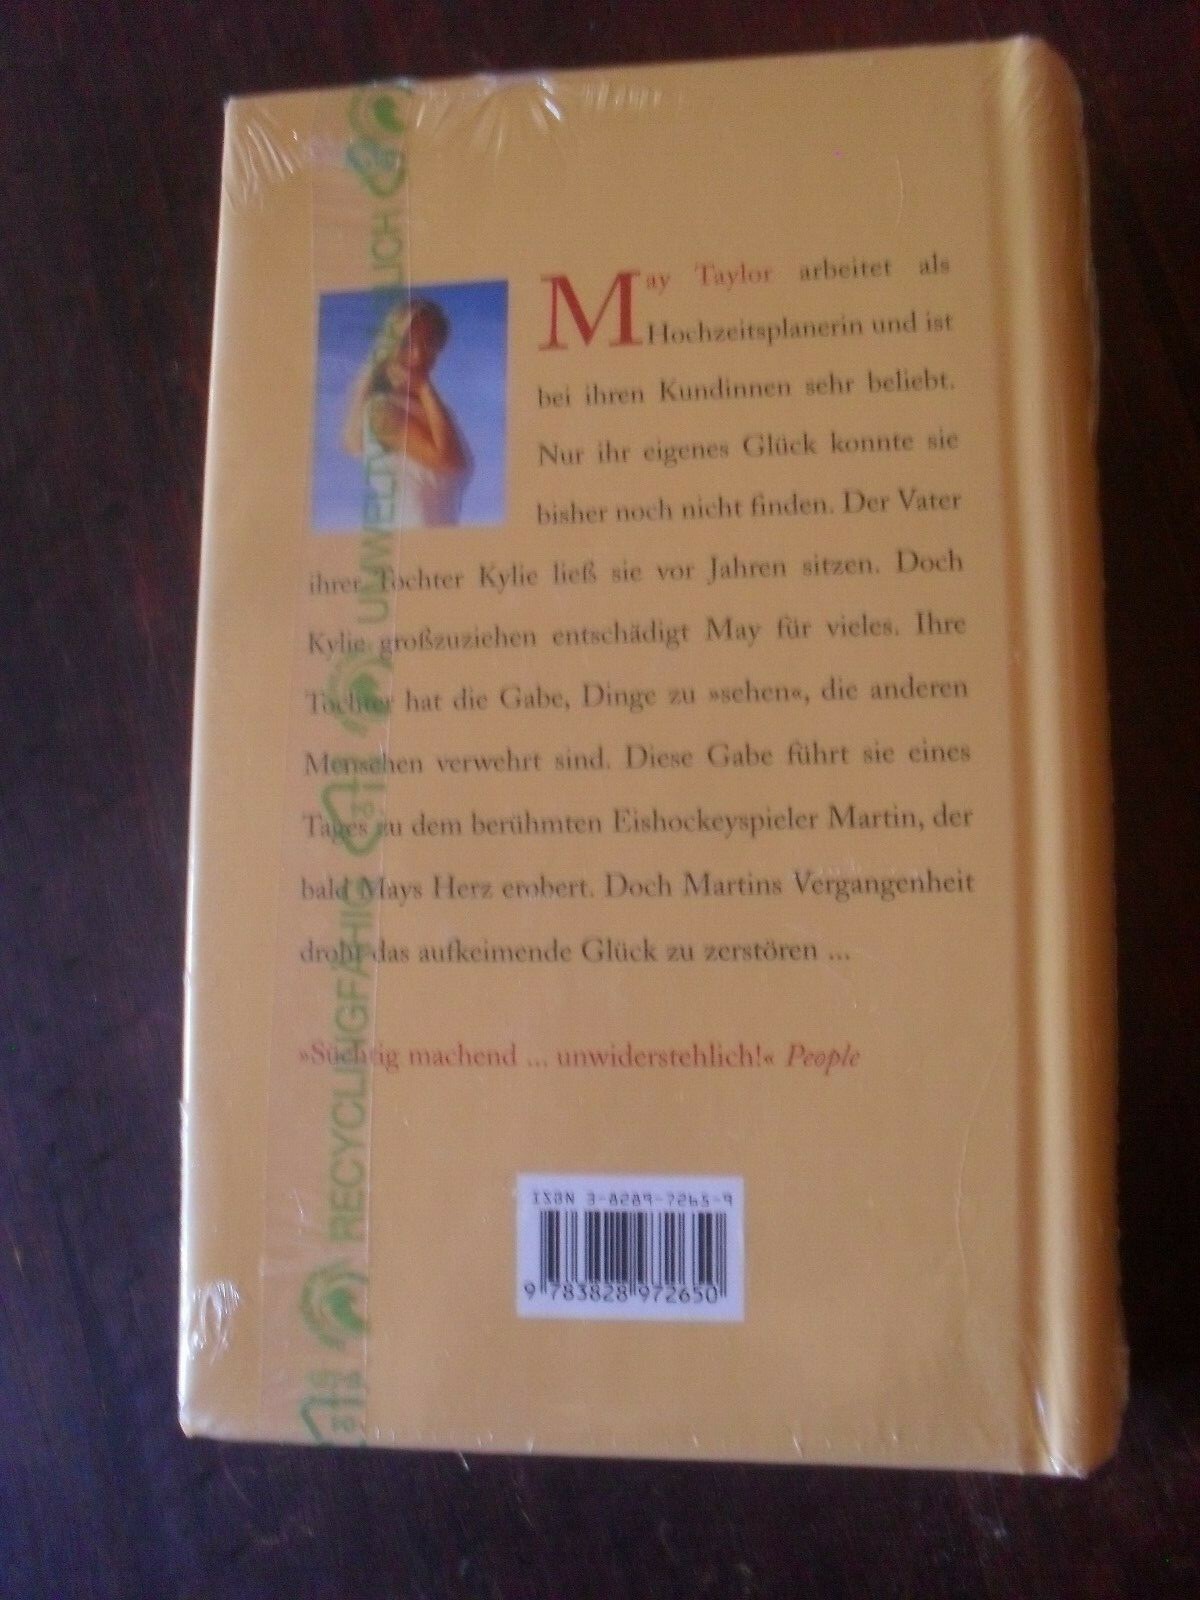 May Taylor arbeitet als
Hochzeitsplanerin und ist
bei ihren Kundinnen sehr beliebt.
Nur ihr eigenes Glück konnte sie
bisher noch nicht finden. Der Vater
ihrer Tochter Kylie ließ sie vor Jahren sitzen. Doch
Kylie großzuziehen entschädigt May für vieles. Ihre
Tochter hat die Gabe, Dinge zu »sehen«, die anderen
Menschen verwehrt sind. Diese Gabe führt sie eines
Tages zu dem berühmten Eishockeyspieler Martin, der
bald Mays Herz erobert. Doch Martins Vergangenheit
droht das aufkeimende Glück zu zerstören ...
»Süchtig machend ... unwiderstehlich!« People
ISBN 3-8289-7265-9
9 783828 972650
RECYCLINGFÄHIG
UMWELTVERTRÄGLICH